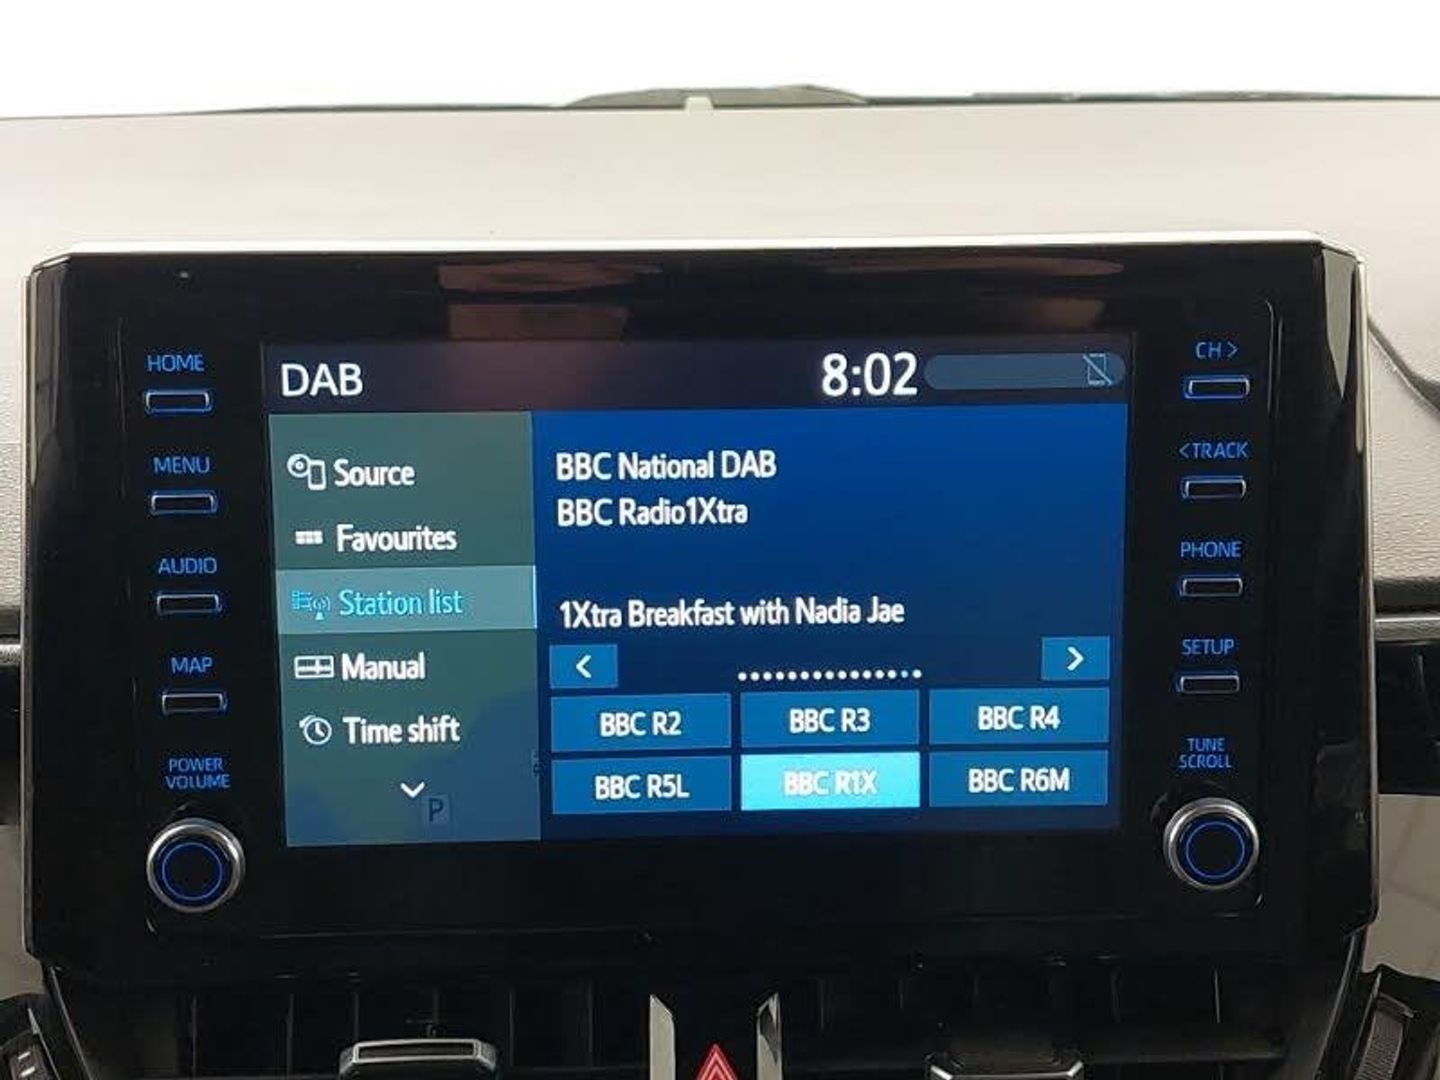 HOME
MENU
AUDIO
MAP
POWER
VOLUME
DAB
8:02
Source
Favourites
Station list
Manual
Time shift
P
BBC National DAB
BBC Radio1Xtra
1Xtra Breakfast with Nadia Jae
<
>
BBC R2
BBC R3
BBC R4
BBC R5L
BBC R1X
BBC R6M
CH >
< TRACK
PHONE
SETUP
TUNE
SCROLL